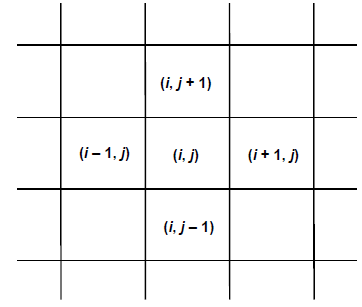 (i, j + 1)
(i – 1, j) (i, j) (i + 1, j)
(i, j – 1)